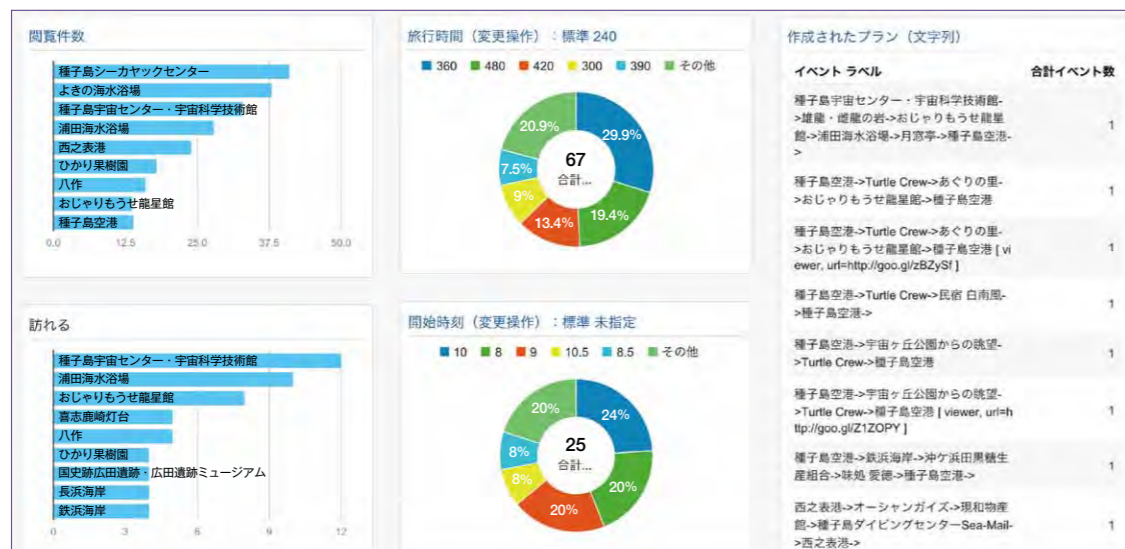 閲覧件数
種子島シーカヤックセンター
よきの海水浴場
種子島宇宙センター・宇宙科学技術館
浦田海水浴場
西之表港
ひかり果樹園
八作
おじゃりもうせ龍星館
種子島空港
0.0 12.5 25.0 37.5 50.0
訪れる
種子島宇宙センター・宇宙科学技術館
浦田海水浴場
おじゃりもうせ龍星館
喜志鹿崎灯台
八作
ひかり果樹園
国史跡広田遺跡・広田遺跡ミュージアム
長浜海岸
鉄浜海岸
0 3 6 9 12
旅行時間（変更操作）：標準 240
360 480 420 300 390 その他
20.9%
29.9%
7.5%
67
合計...
9%
13.4%
19.4%
開始時刻（変更操作）：標準 未指定
10 8 9 10.5 8.5 その他
20%
24%
8%
25
合計...
8%
20%
20%
作成されたプラン（文字列）
イベント ラベル 合計イベント数
種子島宇宙センター・宇宙科学技術館-
>雄龍・雌龍の岩->おじゃりもうせ龍星
館->浦田海水浴場->月窓亭->種子島空港-
>
1
種子島空港->Turtle Crew->あぐりの里-
>おじゃりもうせ龍星館->種子島空港
1
種子島空港->Turtle Crew->あぐりの里-
>おじゃりもうせ龍星館->種子島空港 [ vi
ewer, url=http://goo.gl/zBZySf ]
1
種子島空港->Turtle Crew->民宿 白南風-
>種子島空港->
1
種子島空港->宇宙ヶ丘公園からの眺望-
>Turtle Crew->種子島空港
1
種子島空港->宇宙ヶ丘公園からの眺望-
>Turtle Crew->種子島空港 [ viewer, url=h
ttp://goo.gl/Z1ZOPY ]
1
種子島空港->鉄浜海岸->沖ケ浜田黒糖生
産組合->味処 愛徳->種子島空港->
1
西之表港->オーシャンガイズ->現和物産
館->種子島ダイビングセンターSea-Mail-
>西之表港->
1